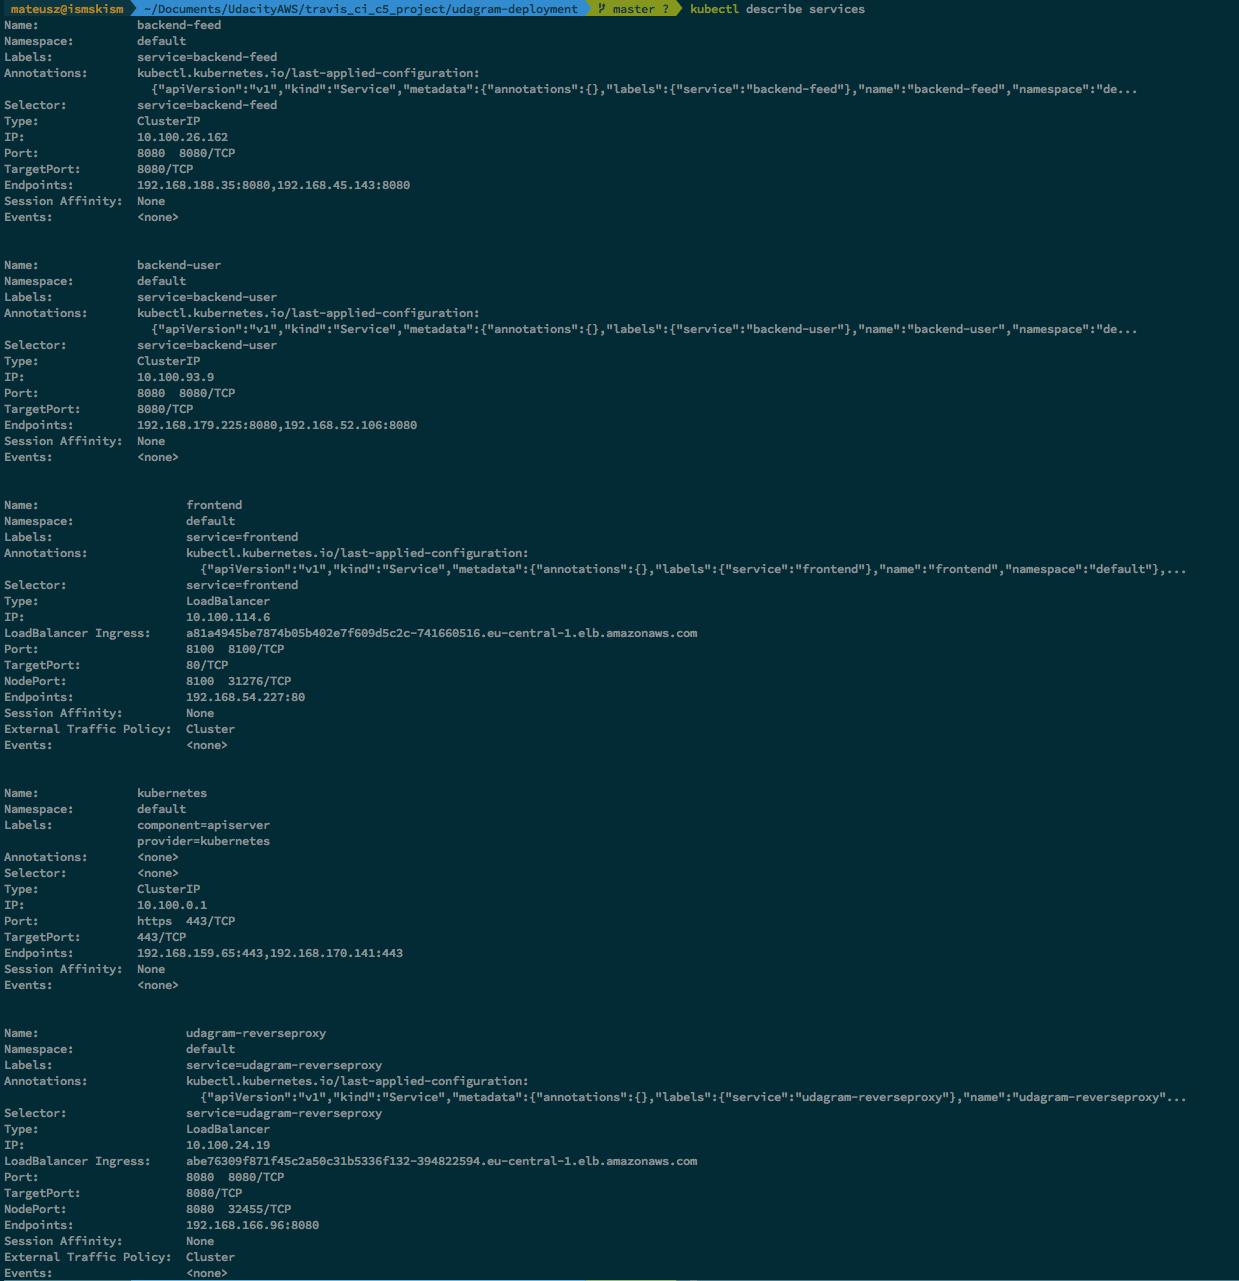 mateusz@ismskism ~/Documents/UdacityAWS/travis_ci_c5_project/udagram-deployment master ? kubectl describe services
Name: backend-feed
Namespace: default
Labels: service=backend-feed
Annotations: kubectl.kubernetes.io/last-applied-configuration:
{"apiVersion":"v1","kind":"Service","metadata":{"annotations":{},"labels":{"service":"backend-feed"},"name":"backend-feed","namespace":"de...
Selector: service=backend-feed
Type: ClusterIP
IP: 10.100.26.162
Port: 8080 8080/TCP
TargetPort: 8080/TCP
Endpoints: 192.168.188.35:8080,192.168.45.143:8080
Session Affinity: None
Events: <none>
Name: backend-user
Namespace: default
Labels: service=backend-user
Annotations: kubectl.kubernetes.io/last-applied-configuration:
{"apiVersion":"v1","kind":"Service","metadata":{"annotations":{},"labels":{"service":"backend-user"},"name":"backend-user","namespace":"de...
Selector: service=backend-user
Type: ClusterIP
IP: 10.100.93.9
Port: 8080 8080/TCP
TargetPort: 8080/TCP
Endpoints: 192.168.179.225:8080,192.168.52.106:8080
Session Affinity: None
Events: <none>
Name: frontend
Namespace: default
Labels: service=frontend
Annotations: kubectl.kubernetes.io/last-applied-configuration:
{"apiVersion":"v1","kind":"Service","metadata":{"annotations":{},"labels":{"service":"frontend"},"name":"frontend","namespace":"default"},...
Selector: service=frontend
Type: LoadBalancer
IP: 10.100.114.6
LoadBalancer Ingress: a81a4945be7874b05b402e7f609d5c2c-741660516.eu-central-1.elb.amazonaws.com
Port: 8100 8100/TCP
TargetPort: 80/TCP
NodePort: 8100 31276/TCP
Endpoints: 192.168.54.227:80
Session Affinity: None
External Traffic Policy: Cluster
Events: <none>
Name: kubernetes
Namespace: default
Labels: component=apiserver
provider=kubernetes
Annotations: <none>
Selector: <none>
Type: ClusterIP
IP: 10.100.0.1
Port: https 443/TCP
TargetPort: 443/TCP
Endpoints: 192.168.159.65:443,192.168.170.141:443
Session Affinity: None
Events: <none>
Name: udagram-reverseproxy
Namespace: default
Labels: service=udagram-reverseproxy
Annotations: kubectl.kubernetes.io/last-applied-configuration:
{"apiVersion":"v1","kind":"Service","metadata":{"annotations":{},"labels":{"service":"udagram-reverseproxy"},"name":"udagram-reverseproxy"...
Selector: service=udagram-reverseproxy
Type: LoadBalancer
IP: 10.100.24.19
LoadBalancer Ingress: abe76309f871f45c2a50c31b5336f132-394822594.eu-central-1.elb.amazonaws.com
Port: 8080 8080/TCP
TargetPort: 8080/TCP
NodePort: 8080 32455/TCP
Endpoints: 192.168.166.96:8080
Session Affinity: None
External Traffic Policy: Cluster
Events: <none>